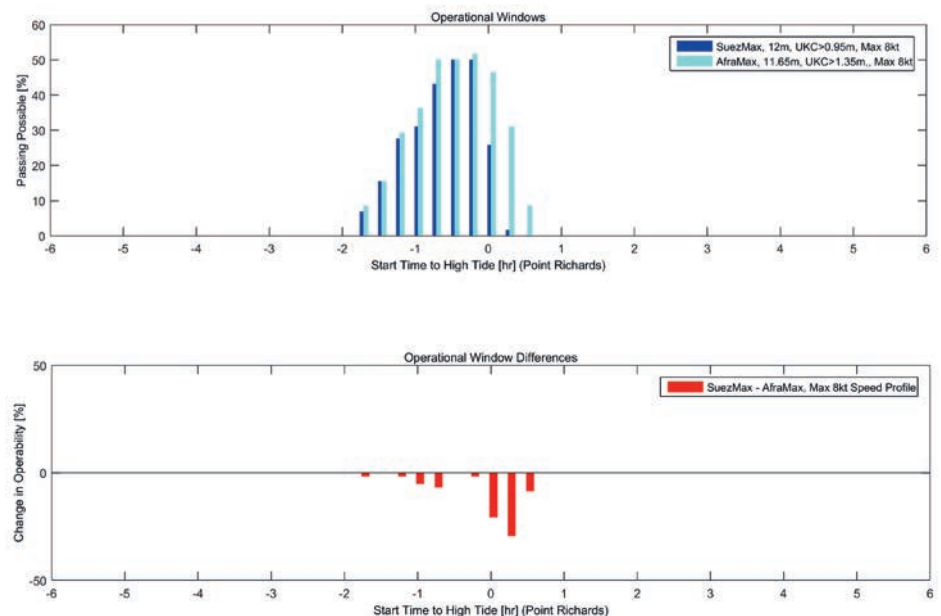 Operational Windows
60
50
40
30
20
10
0
Passing Possible [%]
SuezMax, 12m, UKC>0.95m, Max 8kt
AfraMax, 11.65m, UKC>1.35m,, Max 8kt
-6 -5 -4 -3 -2 -1 0 1 2 3 4 5 6
Start Time to High Tide [hr] (Point Richards)
Operational Window Differences
50
0
-50
Change in Operability [%]
SuezMax - AfraMax, Max 8kt Speed Profile
-6 -5 -4 -3 -2 -1 0 1 2 3 4 5 6
Start Time to High Tide [hr] (Point Richards)